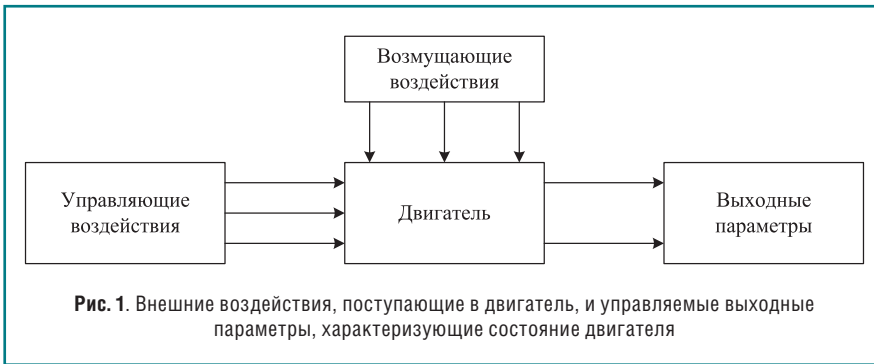 Возмущающие
воздействия
Управляющие
воздействия
Двигатель
Выходные
параметры
Рис. 1. Внешние воздействия, поступающие в двигатель, и управляемые выходные
параметры, характеризующие состояние двигателя